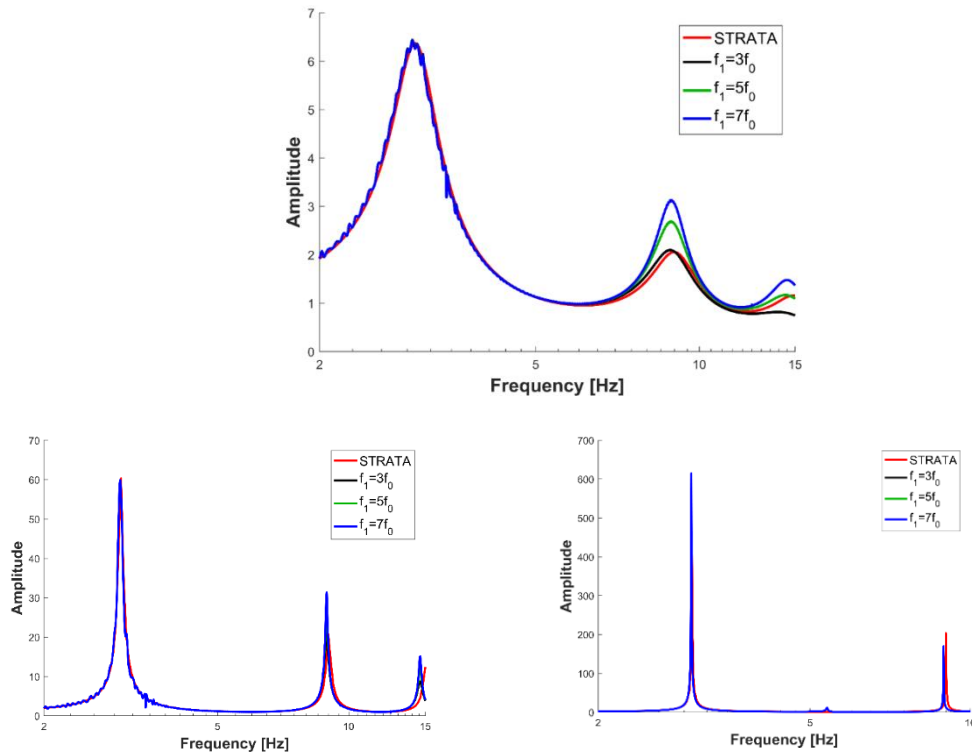 7
6
5
4
3
2
1
0
Amplitude
2 5 10 15
Frequency [Hz]
STRATA
f₁=3f₀
f₁=5f₀
f₁=7f₀
70
60
50
40
30
20
10
0
Amplitude
2 5 10 15
Frequency [Hz]
STRATA
f₁=3f₀
f₁=5f₀
f₁=7f₀
700
600
500
400
300
200
100
0
Amplitude
2 5 10
Frequency [Hz]
STRATA
f₁=3f₀
f₁=5f₀
f₁=7f₀